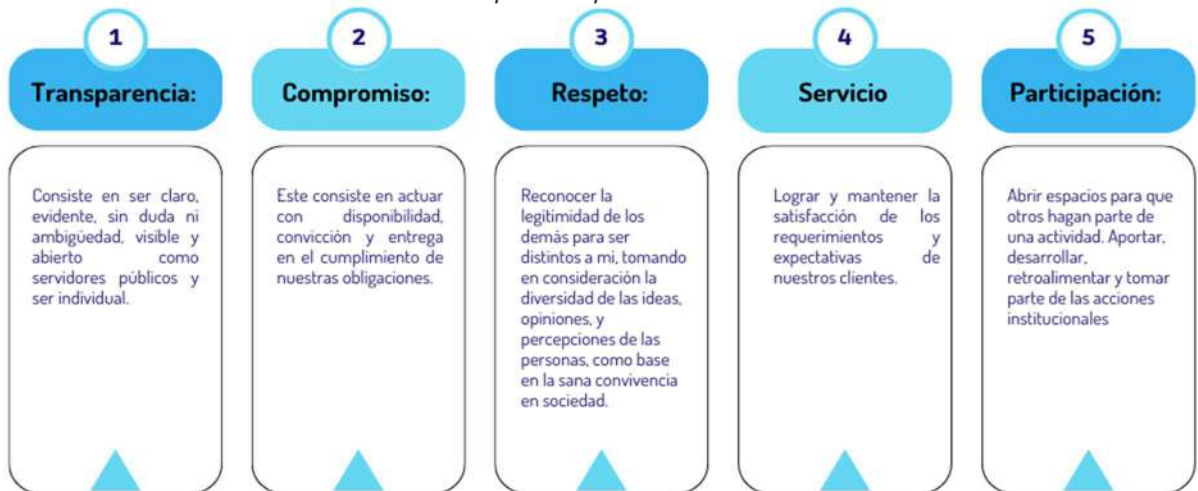 1
Transparencia:
Consiste en ser claro,
evidente, sin duda ni
ambigüedad, visible y
abierto como
servidores públicos y
ser individual.
2
Compromiso:
Este consiste en actuar
con disponibilidad,
convicción y entrega
en el cumplimiento de
nuestras obligaciones.
3
Respeto:
Reconocer la
legitimidad de los
demás para ser
distintos a mi, tomando
en consideración la
diversidad de las ideas,
opiniones, y
percepciones de las
personas, como base
en la sana convivencia
en sociedad.
4
Servicio
Lograr y mantener la
satisfacción de los
requerimientos y
expectativas de
nuestros clientes.
5
Participación:
Abrir espacios para que
otros hagan parte de
una actividad. Aportar,
desarrollar,
retroalimentar y tomar
parte de las acciones
institucionales